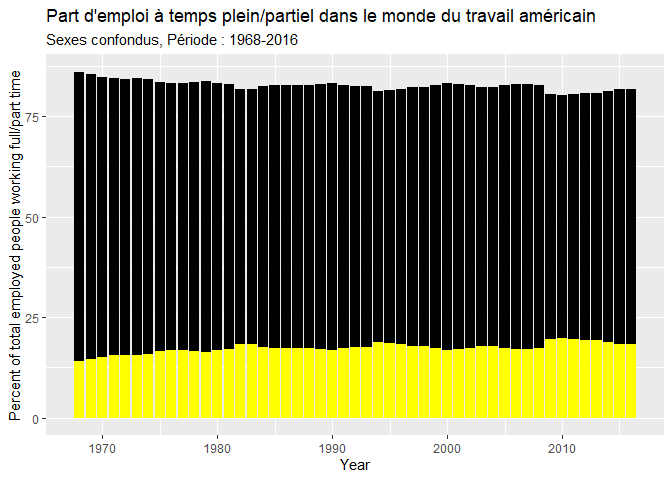 Part d'emploi à temps plein/partiel dans le monde du travail américain
Sexes confondus, Période : 1968-2016
Percent of total employed people working full/part time
75
50
25
0
1970
1980
1990
2000
2010
Year